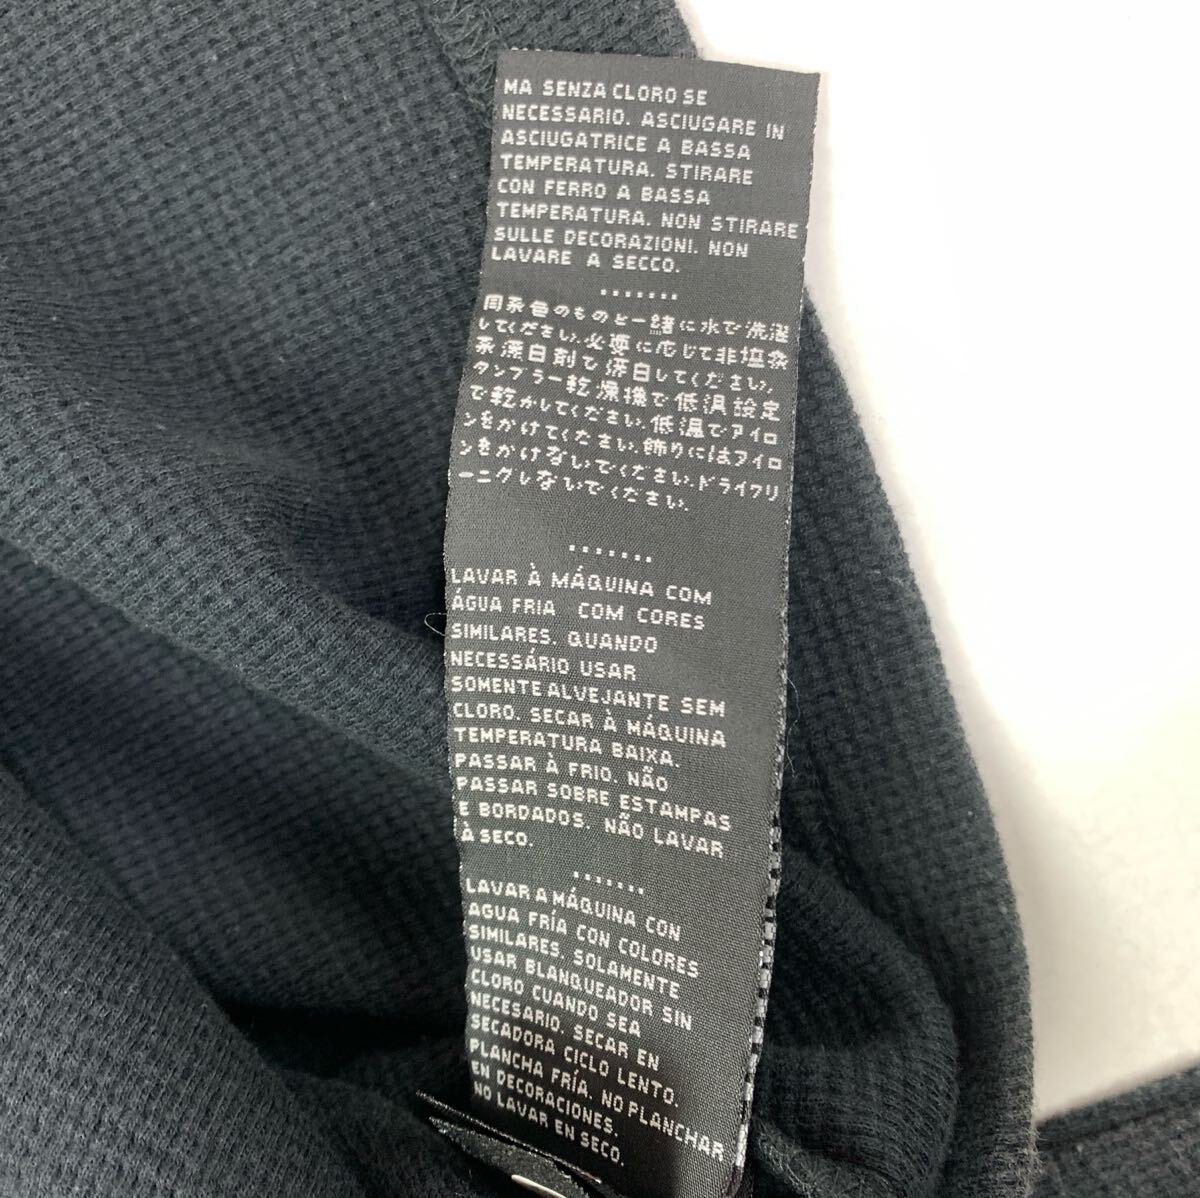 MA SENZA CLORO SE
NECESSARIO. ASCIUGARE IN
ASCIUGATRICE A BASSA
TEMPERATURA. STIRARE
CON FERRO A BASSA
TEMPERATURA. NON STIRARE
SULLE DECORAZIONI. NON
LAVARE A SECCO.
.......
同系色のものと一緒に水で洗濯
してください.必要に応じて非塩素
系漂白剤で漂白してください.
タンブラー乾燥機で低温設定
で乾かしてください.低温でアイロ
ンをかけてください.飾りにはアイロ
ンをかけないでください.ドライクリ
ーニングしないでください.
.......
LAVAR À MÁQUINA COM
ÁGUA FRIA COM CORES
SIMILARES. QUANDO
NECESSÁRIO USAR
SOMENTE ALVEJANTE SEM
CLORO. SECAR À MÁQUINA
TEMPERATURA BAIXA.
PASSAR À FRIO. NÃO
PASSAR SOBRE ESTAMPAS
E BORDADOS. NÃO LAVAR
À SECO.
.......
LAVAR A MÁQUINA CON
AGUA FRÍA CON COLORES
SIMILARES. SOLAMENTE
USAR BLANQUEADOR SIN
CLORO CUANDO SEA
NECESARIO. SECAR EN
SECADORA CICLO LENTO.
PLANCHA FRÍA. NO PLANCHAR
EN DECORACIONES.
NO LAVAR EN SECO.